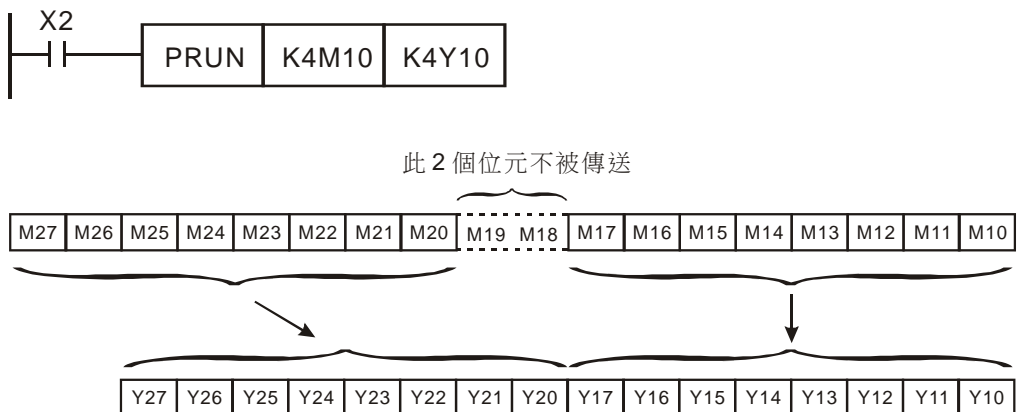 X2
PRUN K4M10 K4Y10
此 2 個位元不被傳送
M27 M26 M25 M24 M23 M22 M21 M20 M19 M18 M17 M16 M15 M14 M13 M12 M11 M10
Y27 Y26 Y25 Y24 Y23 Y22 Y21 Y20 Y17 Y16 Y15 Y14 Y13 Y12 Y11 Y10